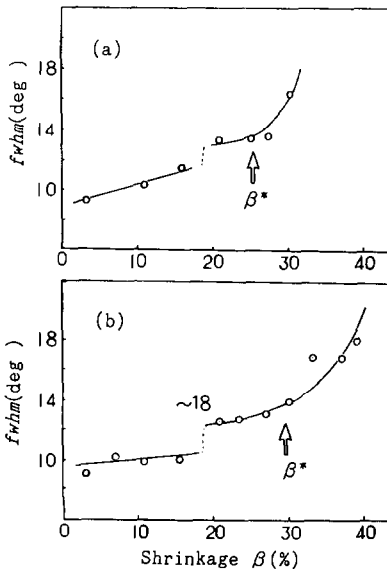 (a)
fwhm(deg)
18
14
10
β*
0 10 20 30 40
(b)
fwhm(deg)
18
14
10
~18
β*
0 10 20 30 40
Shrinkage β(%)